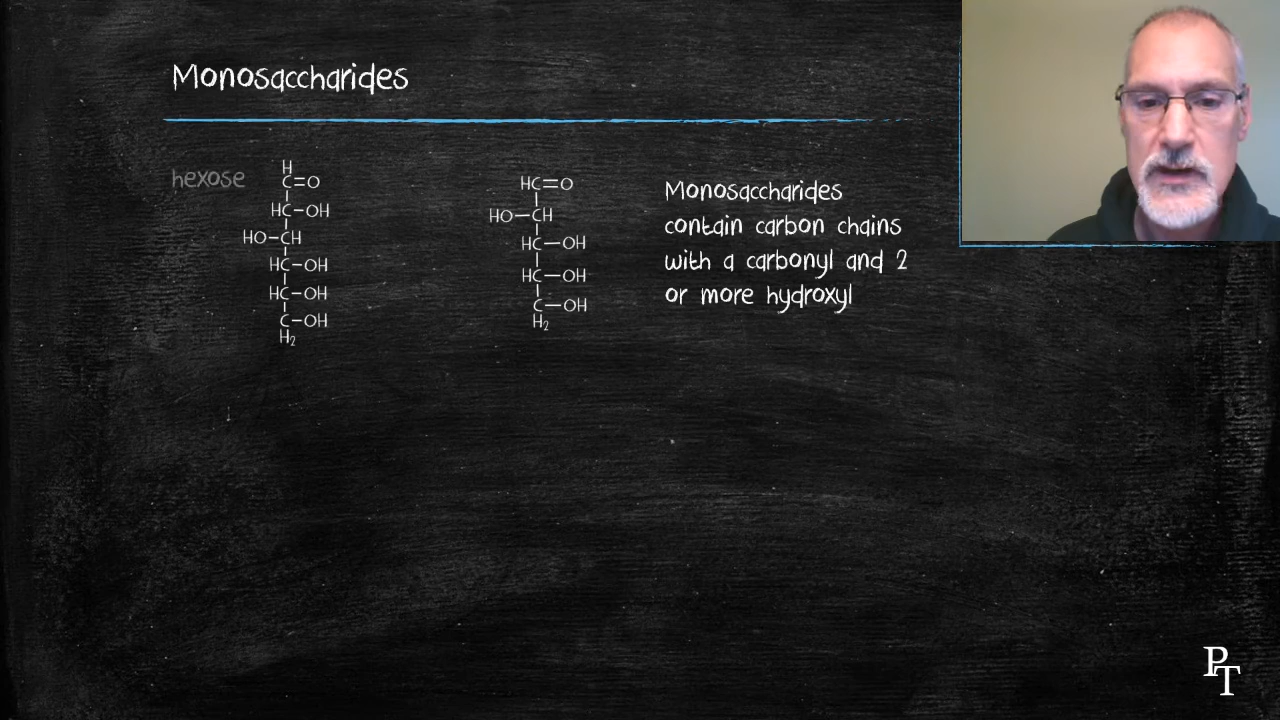 Monosaccharides
hexose
H
C=O
HC-OH
HO-CH
HC-OH
HC-OH
C-OH
H₂
HC=O
HO-CH
HC-OH
HC-OH
C-OH
H₂
Monosaccharides
contain carbon chains
with a carbonyl and 2
or more hydroxyl
PT